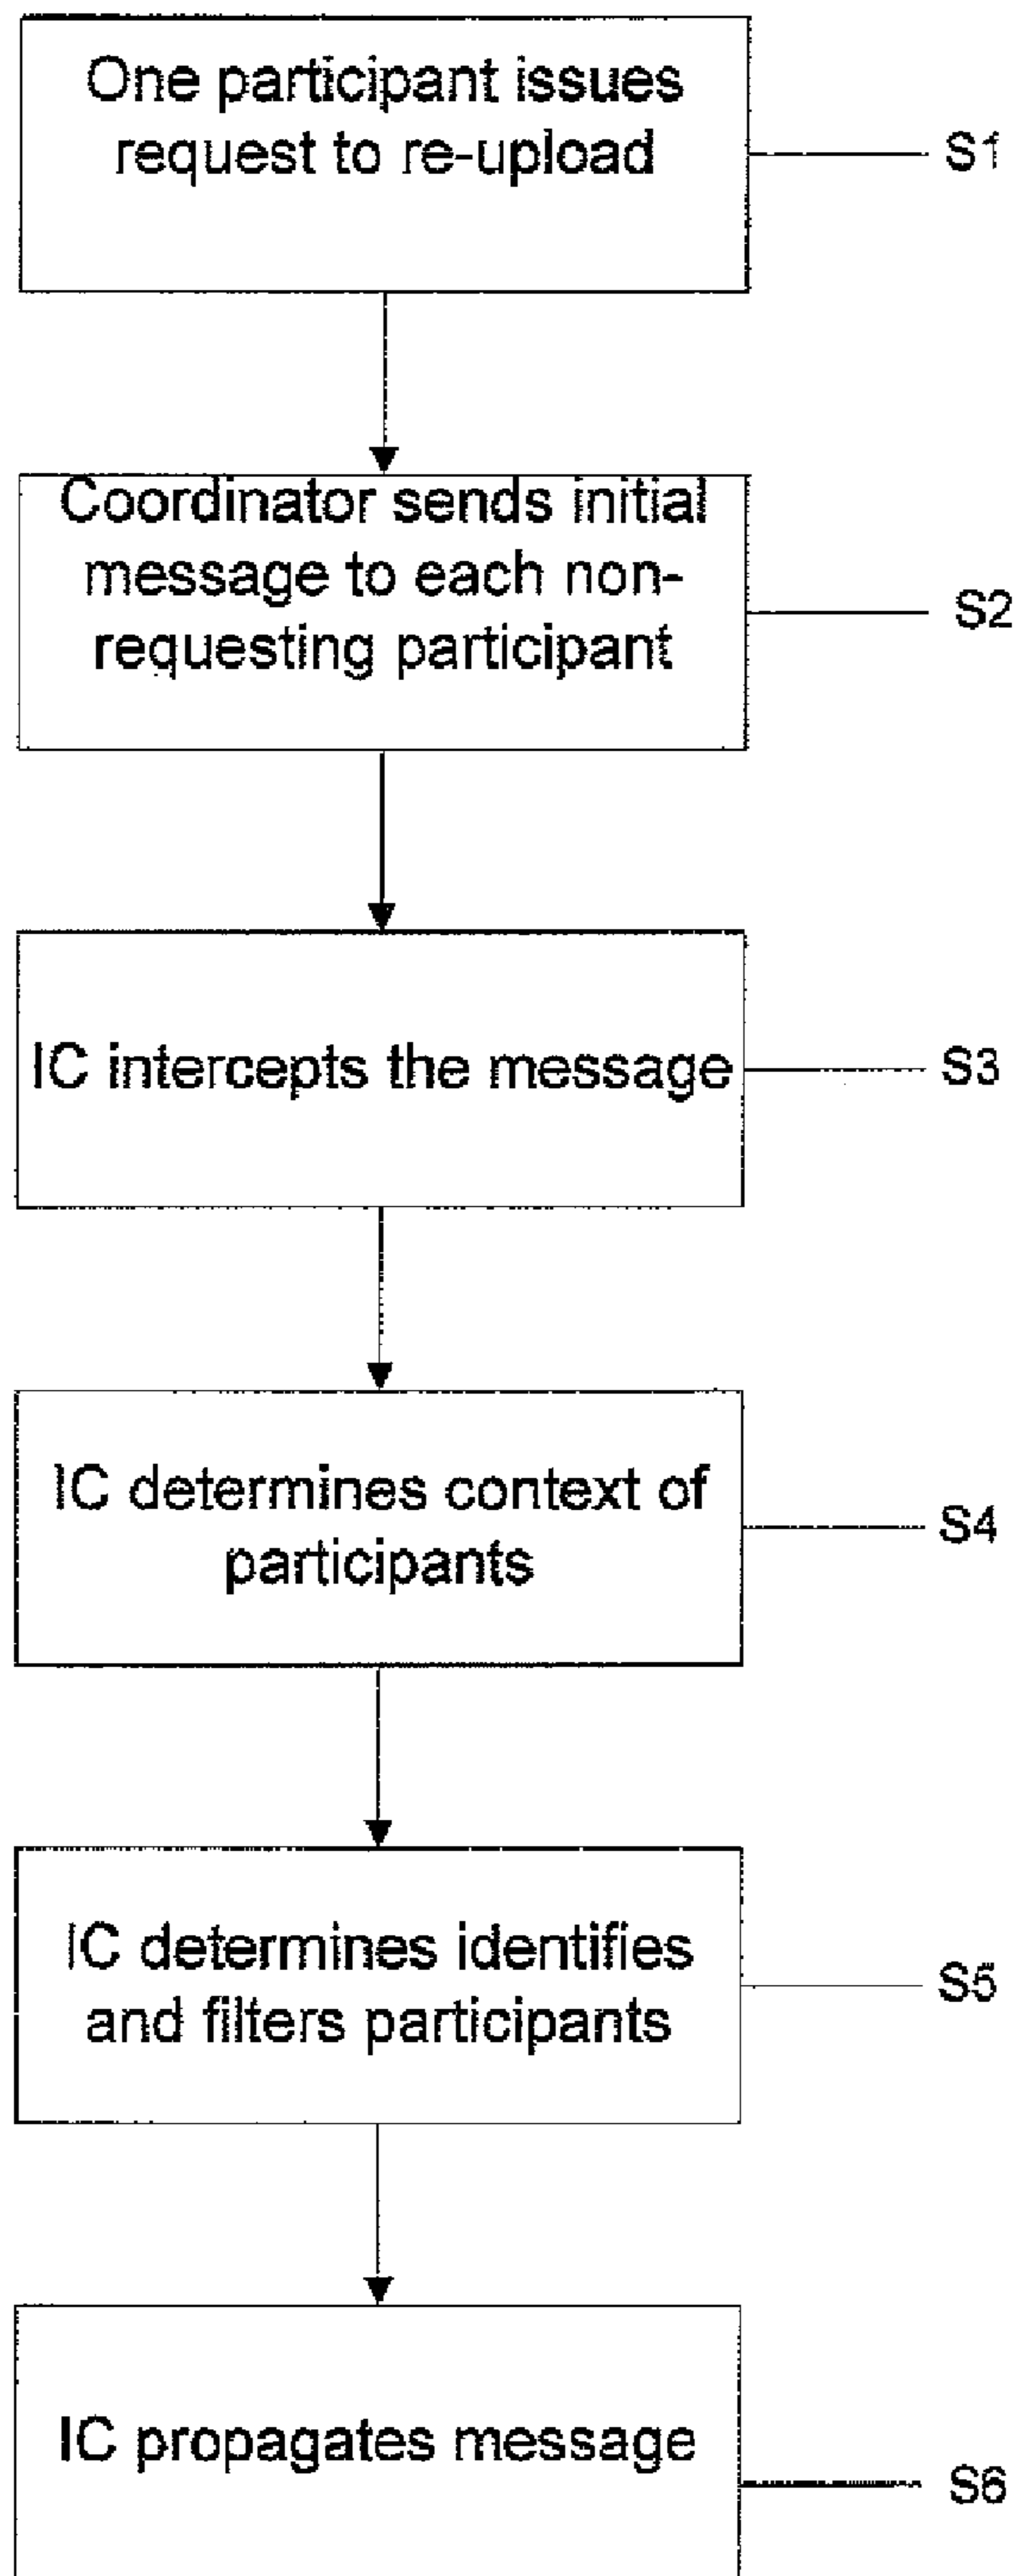 One participant issues
request to re-upload
S1
Coordinator sends initial
message to each non-
requesting participant
S2
IC intercepts the message
S3
IC determines context of
participants
S4
IC determines identifies
and filters participants
S5
IC propagates message
S6